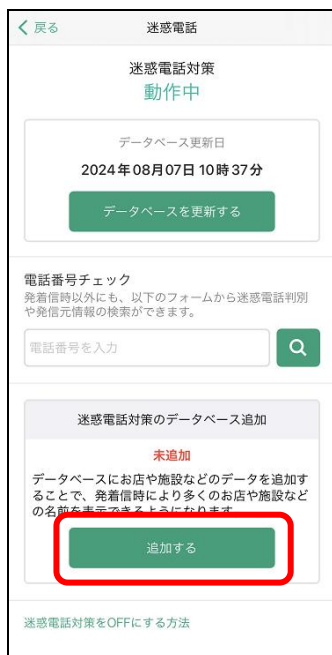 戻る 迷惑電話
迷惑電話対策
動作中
データベース更新日
2024年08月07日 10時37分
データベースを更新する
電話番号チェック
発着信時以外にも、以下のフォームから迷惑電話判別
や発信元情報の検索ができます。
電話番号を入力
迷惑電話対策のデータベース追加
未追加
データベースにお店や施設などのデータを追加す
ることで、発着信時により多くのお店や施設など
の名前を表示できるようになります
追加する
迷惑電話対策をOFFにする方法